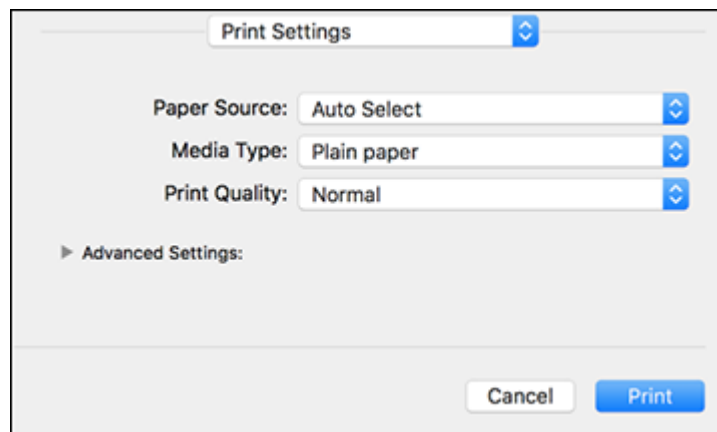 Print Settings
Paper Source: Auto Select
Media Type: Plain paper
Print Quality: Normal
Advanced Settings:
Cancel Print